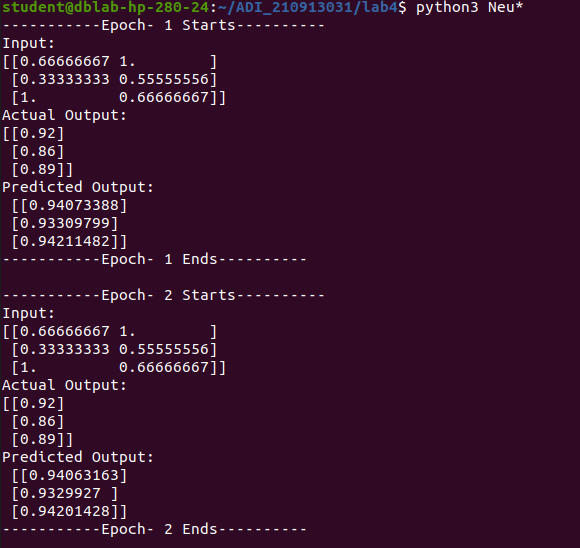 student@dblab-hp-280-24:~/ADI_210913031/lab4$ python3 Neu*
-----------Epoch- 1 Starts----------
Input:
[[0.66666667 1.        ]
 [0.33333333 0.55555556]
 [1.         0.66666667]]
Actual Output:
[[0.92]
 [0.86]
 [0.89]]
Predicted Output:
 [[0.94073388]
 [0.93309799]
 [0.94211482]]
-----------Epoch- 1 Ends----------

-----------Epoch- 2 Starts----------
Input:
[[0.66666667 1.        ]
 [0.33333333 0.55555556]
 [1.         0.66666667]]
Actual Output:
[[0.92]
 [0.86]
 [0.89]]
Predicted Output:
 [[0.94063163]
 [0.9329927 ]
 [0.94201428]]
-----------Epoch- 2 Ends----------